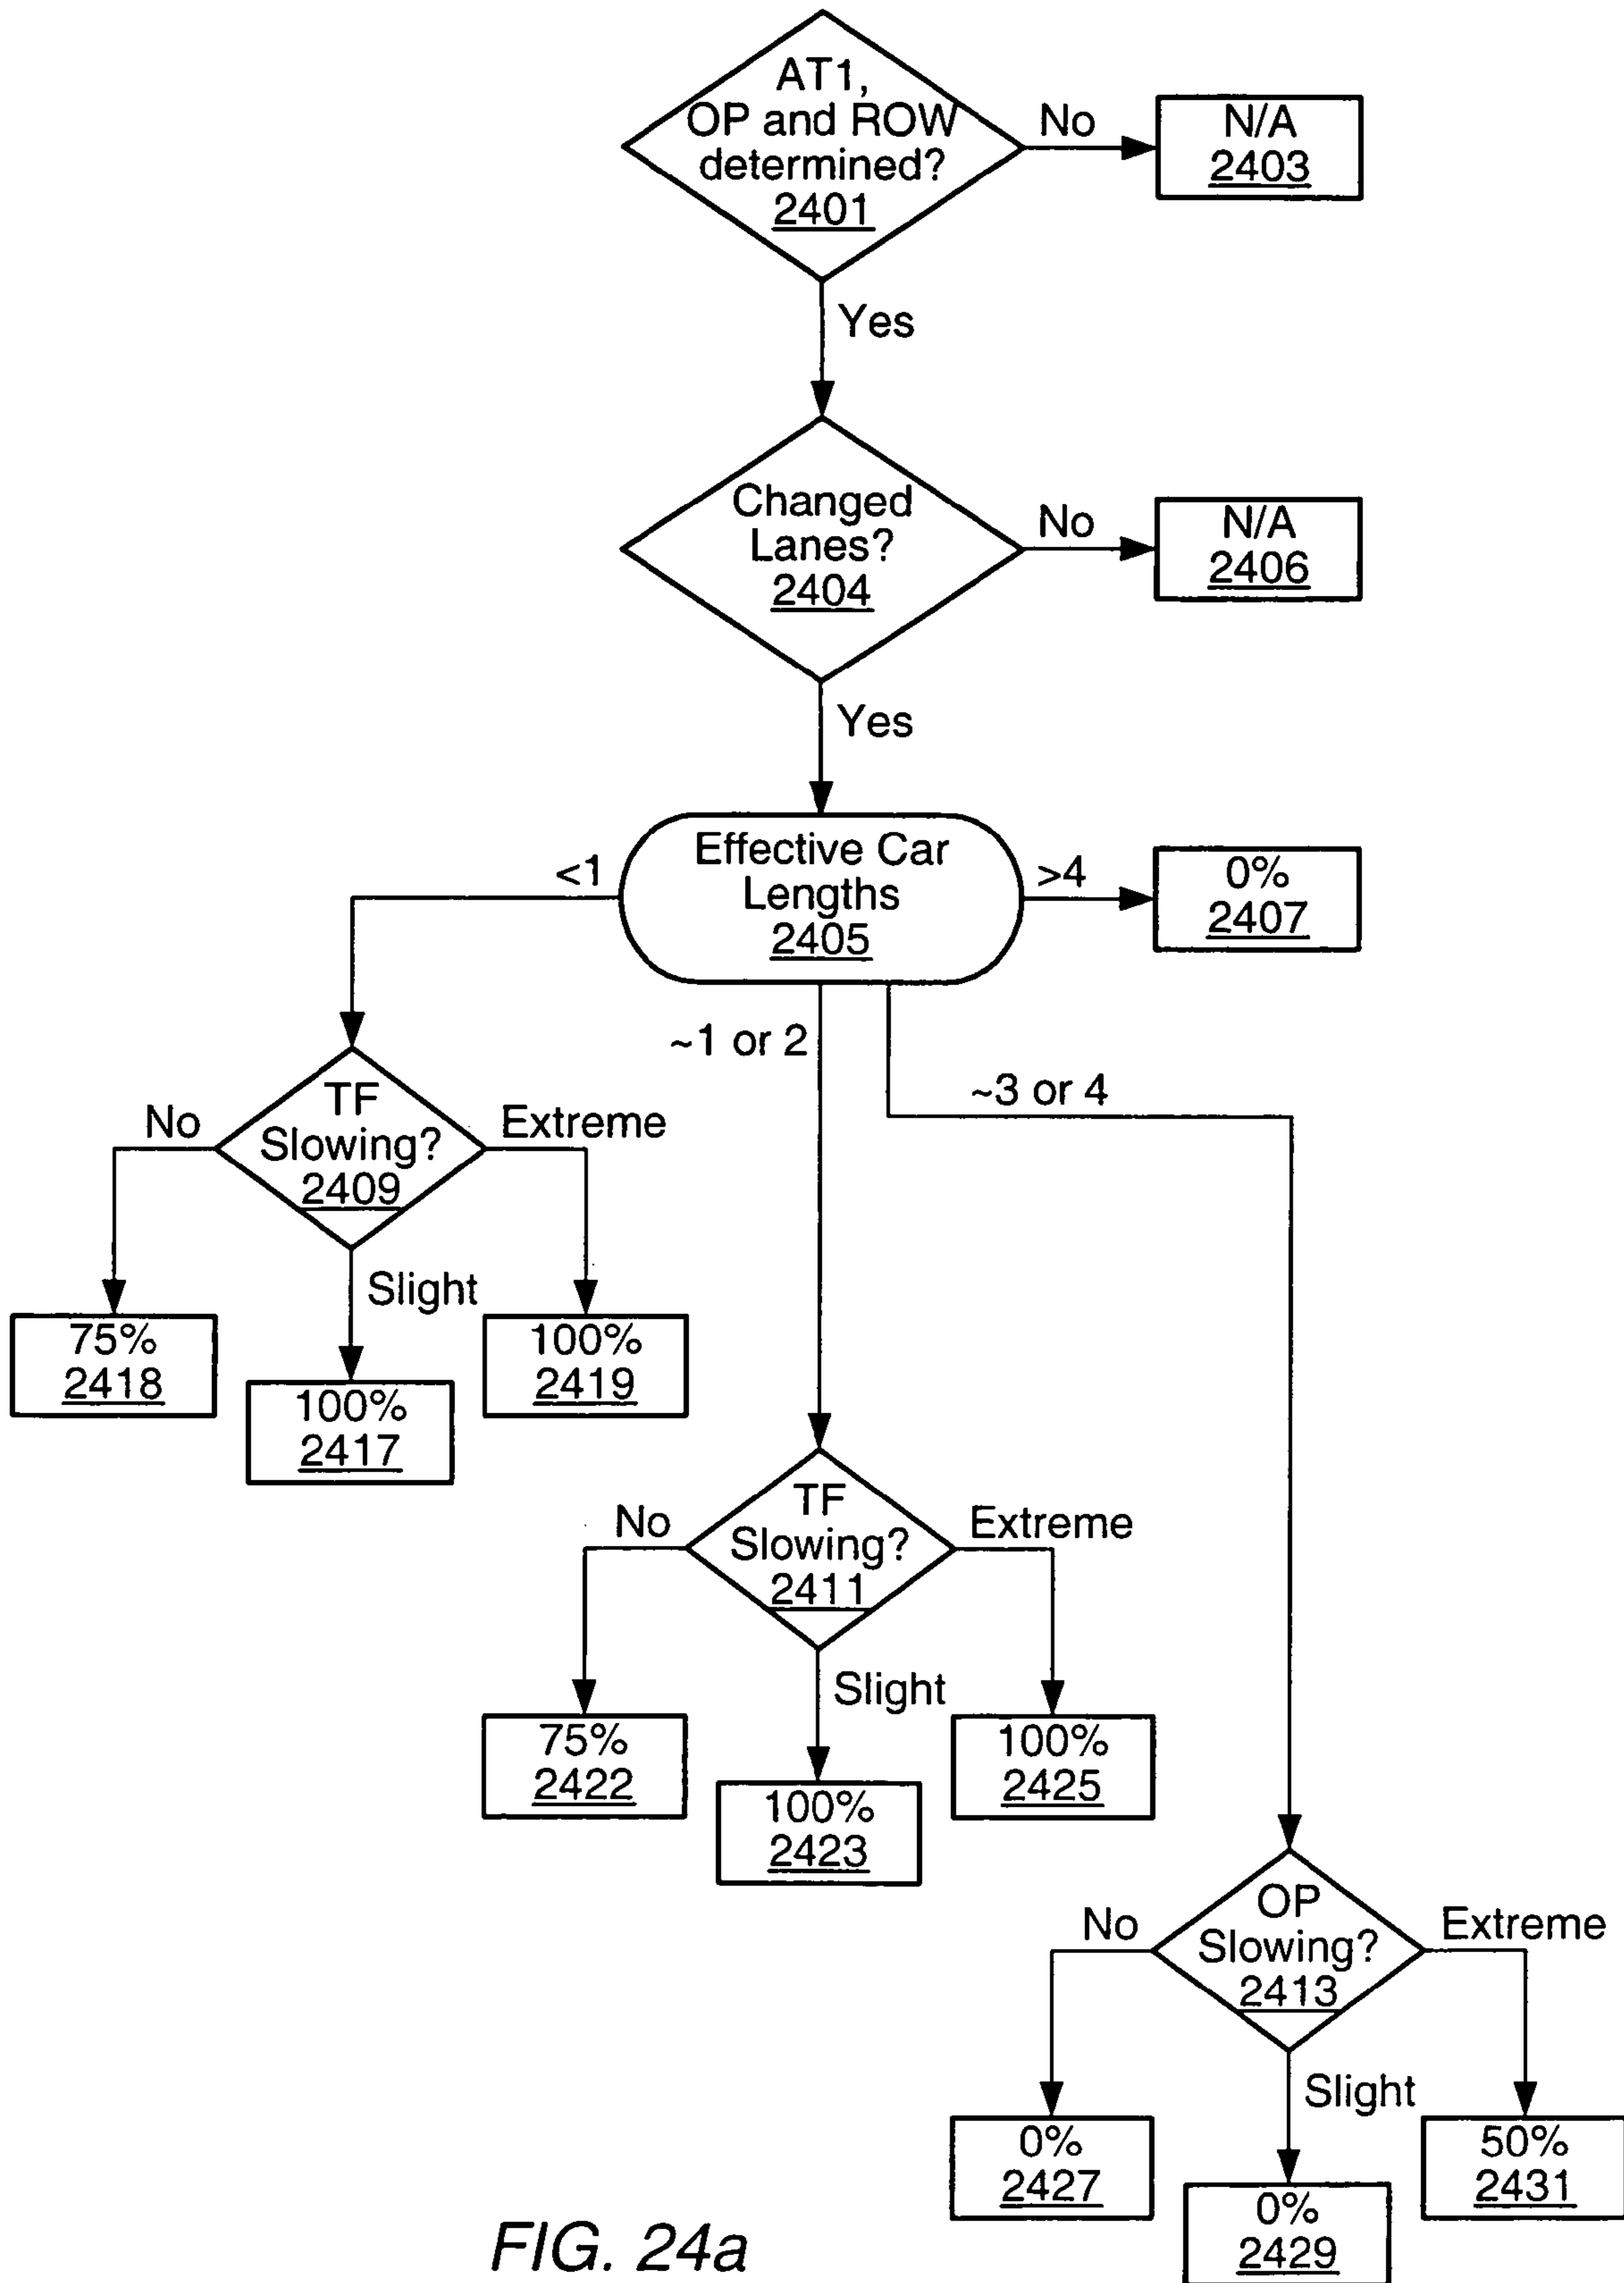 AT1,
OP and ROW
determined?
2401
No
N/A
2403
Yes
Changed
Lanes?
2404
No
N/A
2406
Yes
Effective Car
Lengths
2405
<1
>4
0%
2407
~1 or 2
~3 or 4
TF
Slowing?
2409
No
Extreme
Slight
75%
2418
100%
2417
100%
2419
TF
Slowing?
2411
No
Extreme
Slight
75%
2422
100%
2423
100%
2425
OP
Slowing?
2413
No
Extreme
Slight
0%
2427
0%
2429
50%
2431
FIG. 24a